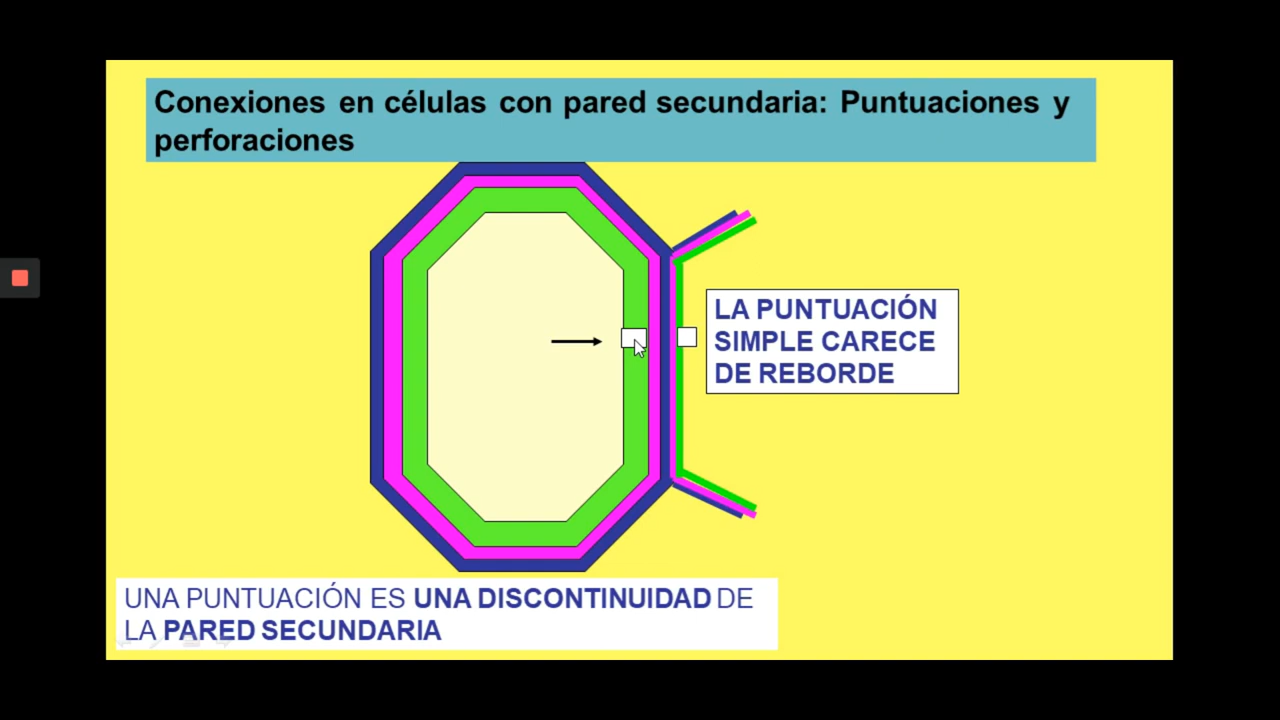 Conexiones en células con pared secundaria: Puntuaciones y
perforaciones
LA PUNTUACIÓN
SIMPLE CARECE
DE REBORDE
UNA PUNTUACIÓN ES UNA DISCONTINUIDAD DE
LA PARED SECUNDARIA